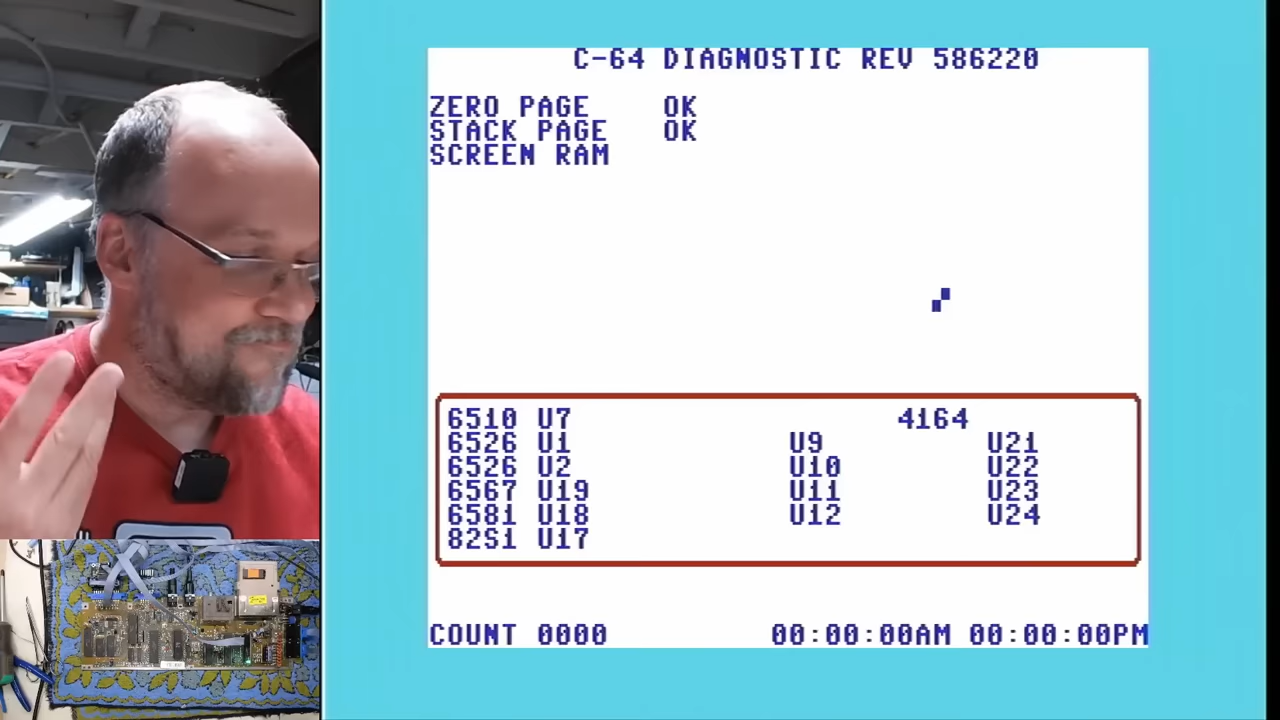 C-64 DIAGNOSTIC REV 586220
ZERO PAGE OK
STACK PAGE OK
SCREEN RAM
6510 U7 4164
6526 U1 U9 U21
6526 U2 U10 U22
6567 U19 U11 U23
6581 U18 U12 U24
82S1 U17
COUNT 0000 00:00:00AM 00:00:00PM